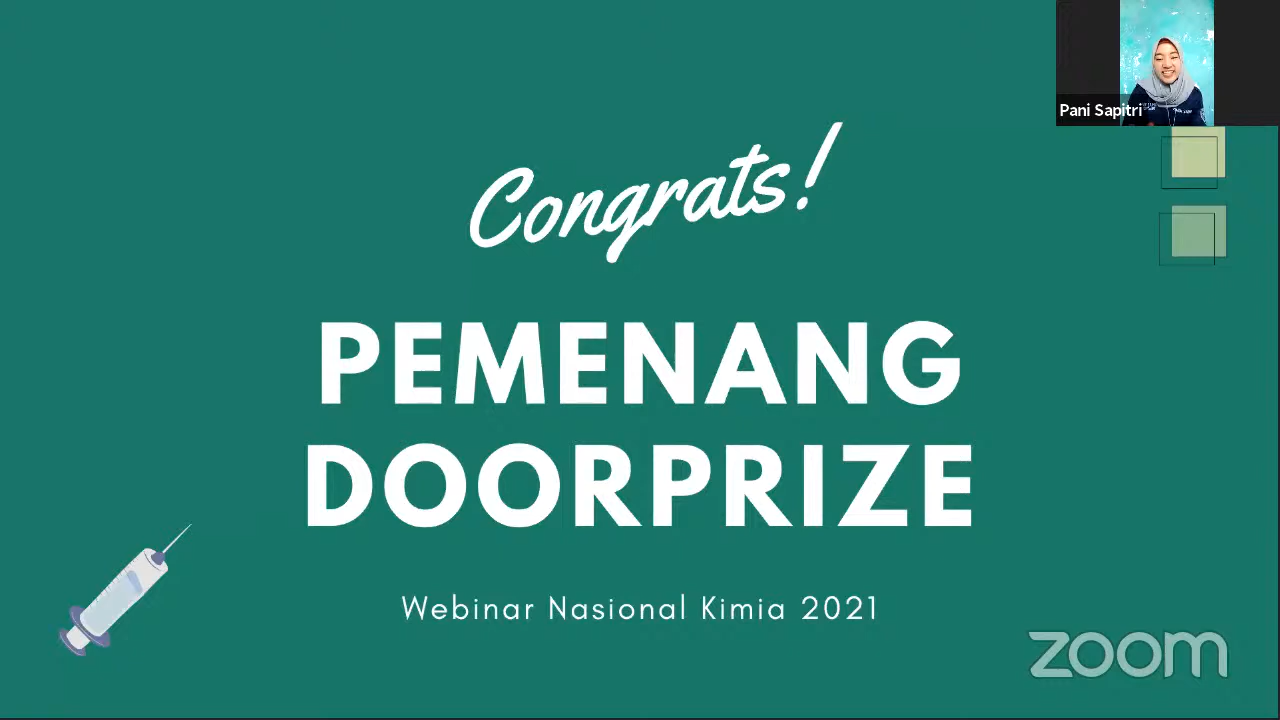 Pani Sapitri
Congrats!
PEMENANG
DOORPRIZE
Webinar Nasional Kimia 2021
zoom